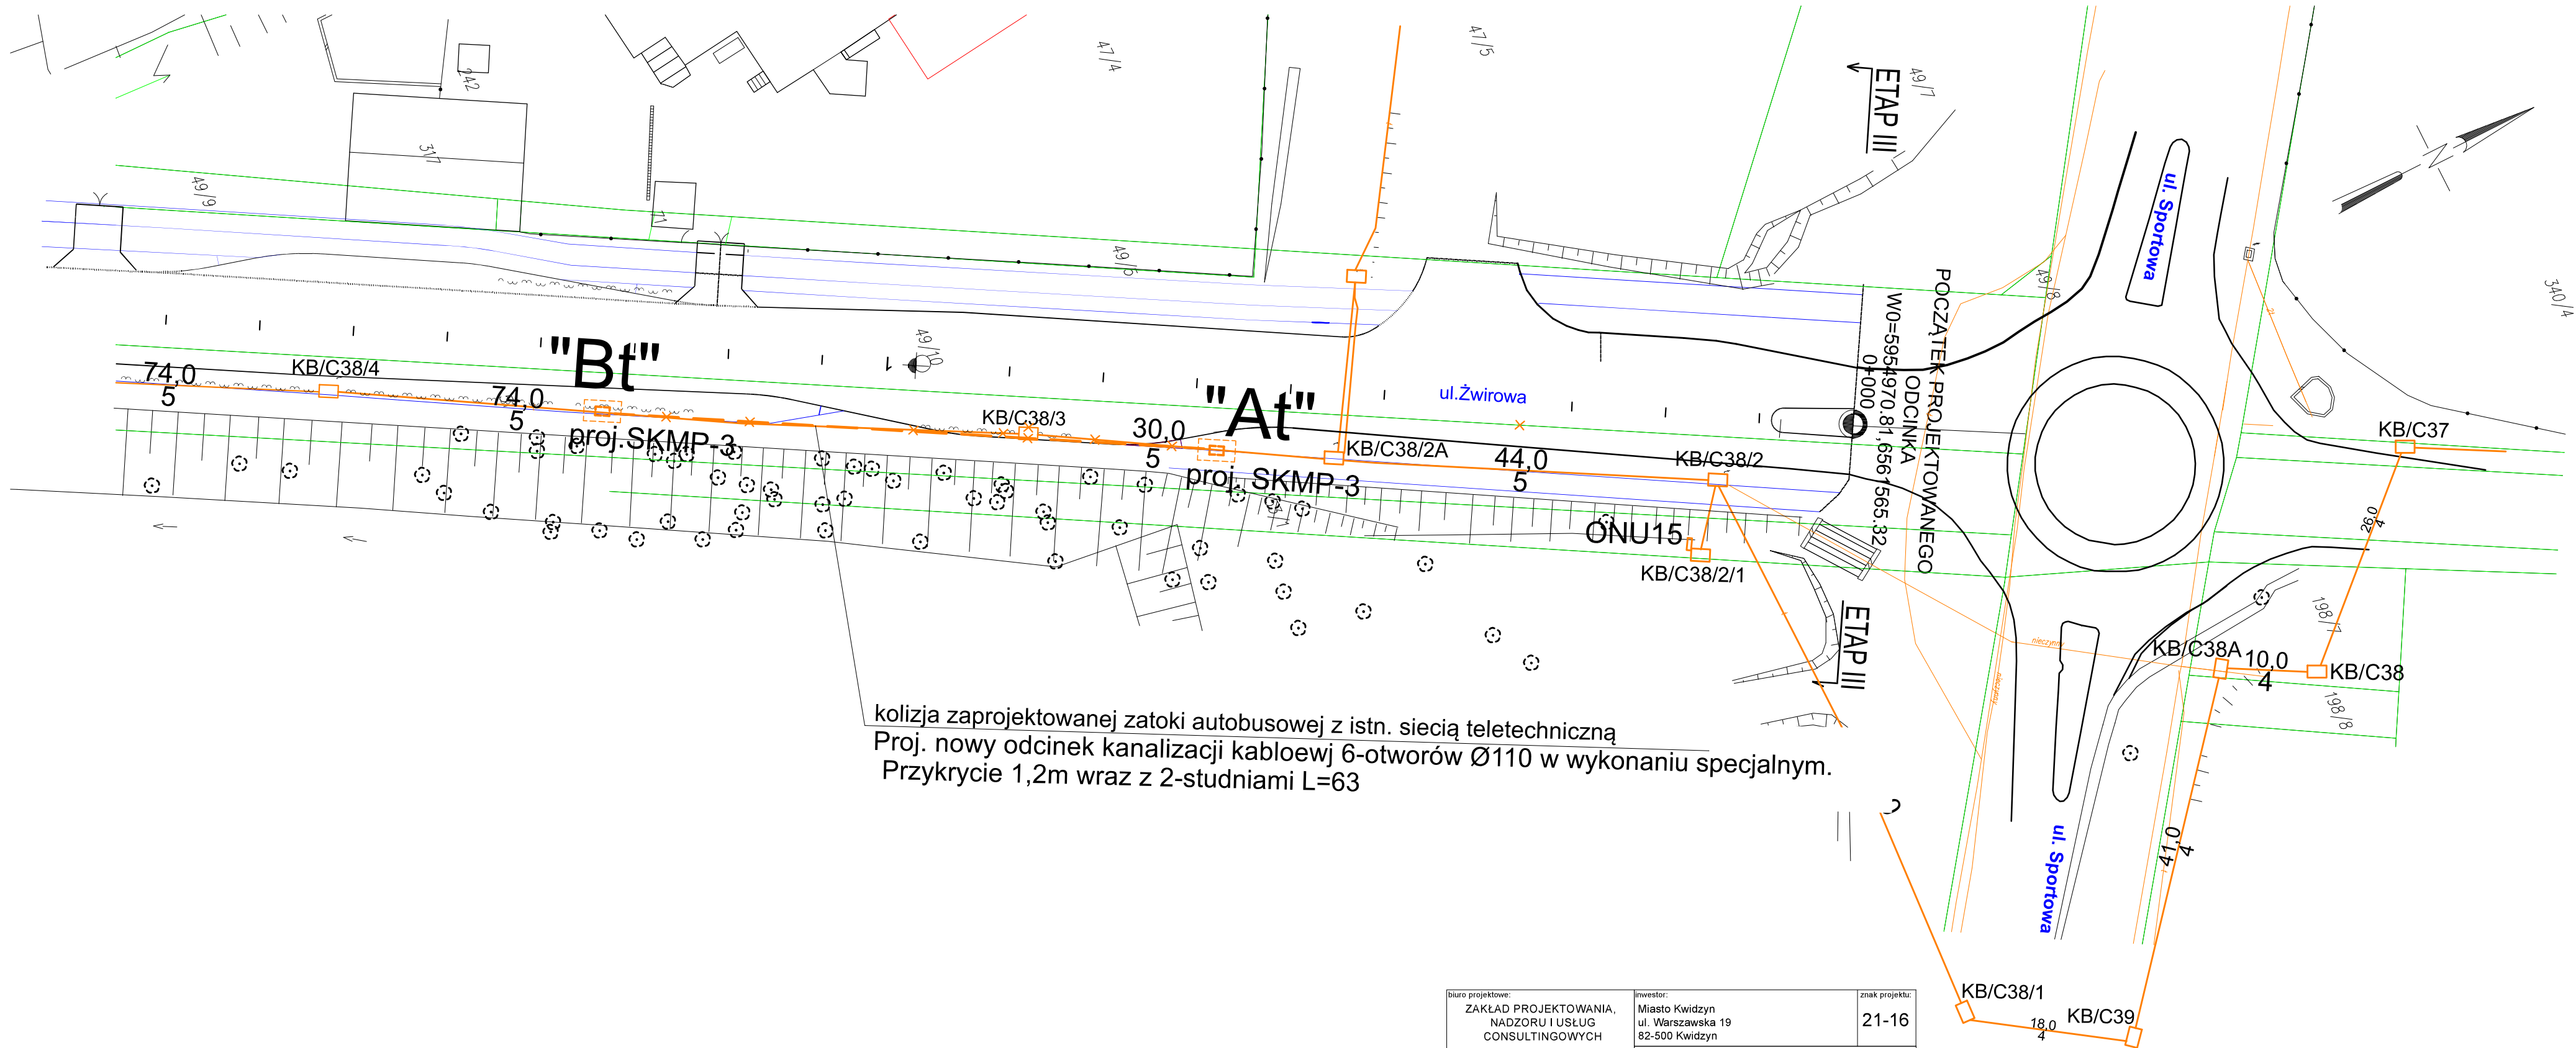 47/4
47/5
49/7
ETAP III
242
317
49/9
71
49/6
49/10
1
ul. Sportowa
N
340/4
49/8
POCZĄTEK PROJEKTOWANEGO
ODCINKA
W0=5954970.81,6561565.32
0+000
74,0
5
KB/C38/4
74,0
5
"Bt"
proj.SKMP-3
KB/C38/3
30,0
5
"At"
proj. SKMP-3
KB/C38/2A
ul.Żwirowa
44,0
5
KB/C38/2
ONU15
KB/C38/2/1
KB/C37
26,0
4
198/7
KB/C38A
10,0
4
KB/C38
198/8
nieczynny
nieczynny
ETAP III
kolizja zaprojektowanej zatoki autobusowej z istn. siecią teletechniczną
Proj. nowy odcinek kanalizacji kabloewj 6-otworów Ø110 w wykonaniu specjalnym.
Przykrycie 1,2m wraz z 2-studniami L=63
41,0
4
ul. Sportowa
KB/C38/1
18,0
4
KB/C39
biuro projektowe:
ZAKŁAD PROJEKTOWANIA,
NADZORU I USŁUG
CONSULTINGOWYCH
inwestor:
Miasto Kwidzyn
ul. Warszawska 19
82-500 Kwidzyn
znak projektu:
21-16